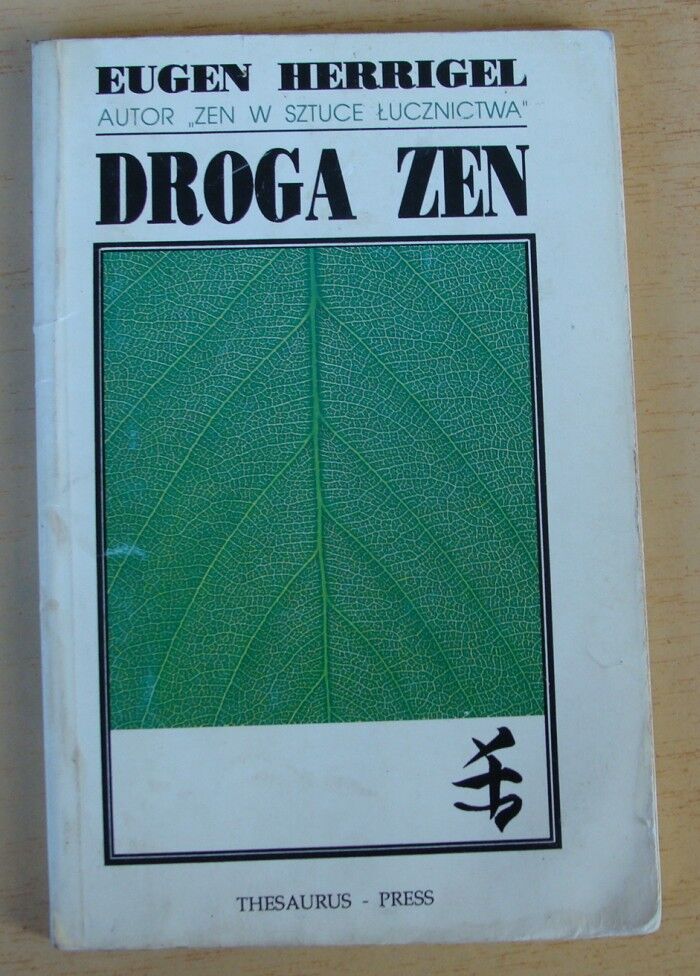 EUGEN HERRIGEL
AUTOR „ZEN W SZTUCE ŁUCZNICTWA"
DROGA ZEN
THESAURUS - PRESS